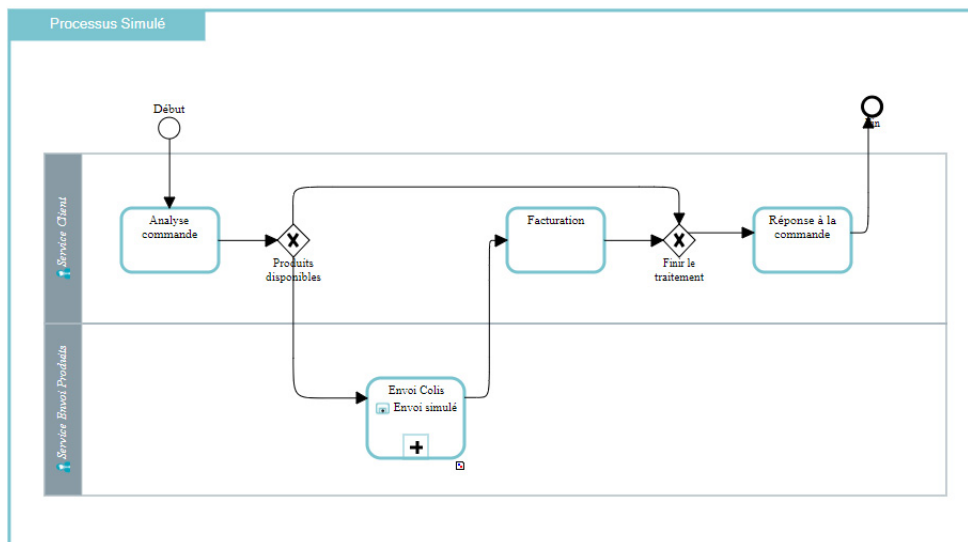 Processus Simulé
Début
Service Client
Analyse
commande
Produits
disponibles
Facturation
Finir le
traitement
Réponse à la
commande
Service Envoi Produits
Envoi Colis
Envoi simulé